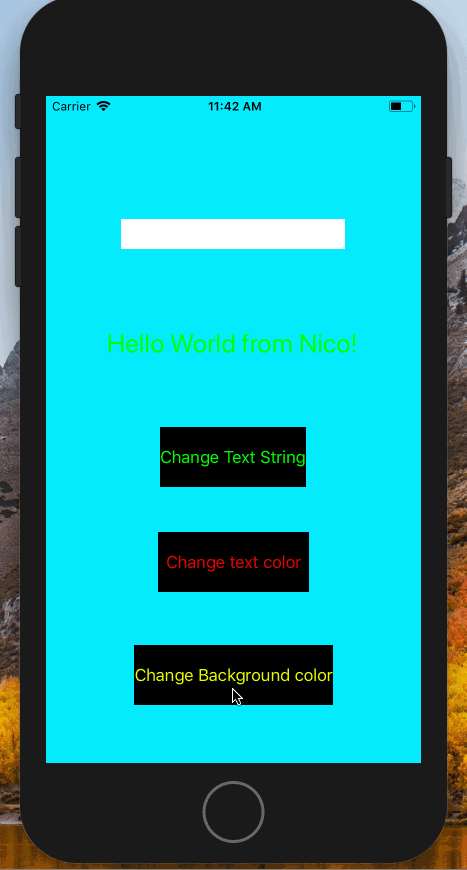 Carrier 11:42 AM
Hello World from Nico!
Change Text String
Change text color
Change Background color